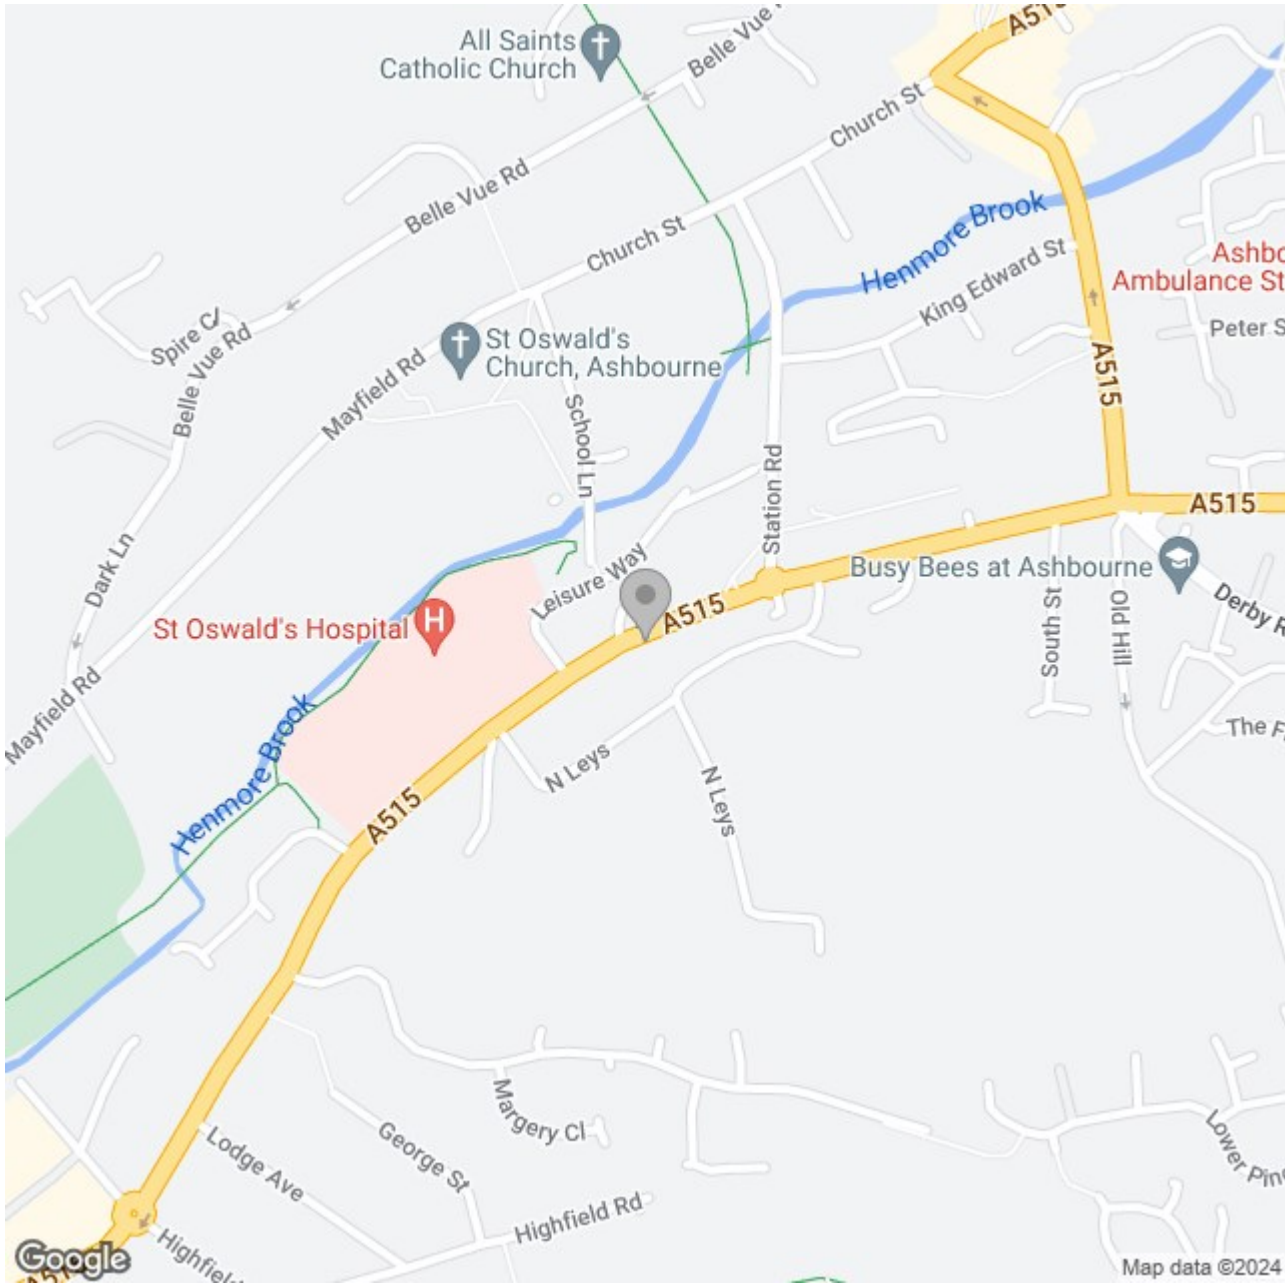 A515
All Saints
Catholic Church
Belle Vue
Church St
Belle Vue Rd
Henmore Brook
Church St
King Edward St
Ambulance St
Peter S
Spire Cl
Belle Vue Rd
St Oswald's
Church, Ashbourne
Mayfield Rd
A515
School Ln
Station Rd
A515
Dark Ln
Leisure Way
Busy Bees at Ashbourne
A515
Derby R
St Oswald's Hospital
H
South St
Old Hill
Mayfield Rd
Henmore Brook
The F
N Leys
N Leys
A515
Margery Cl
George St
Lodge Ave
Lower Pin
Highfield Rd
Highfield
Google
Map data ©2024